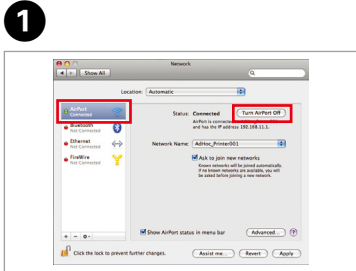 1
Network
Show All
Location: Automatic
AirPort
Connected
Bluetooth
Not Connected
Ethernet
Not Connected
FireWire
Not Connected
Status: Connected
Turn AirPort Off
AirPort is connected
and has the IP address 192.168.11.1.
Network Name: AdHoc_Printer001
Ask to join new networks
Known networks will be joined automatically.
If no known networks are available, you will
be asked before joining a new network.
Show AirPort status in menu bar
Advanced...
?
Click the lock to prevent further changes.
Assist me...
Revert
Apply